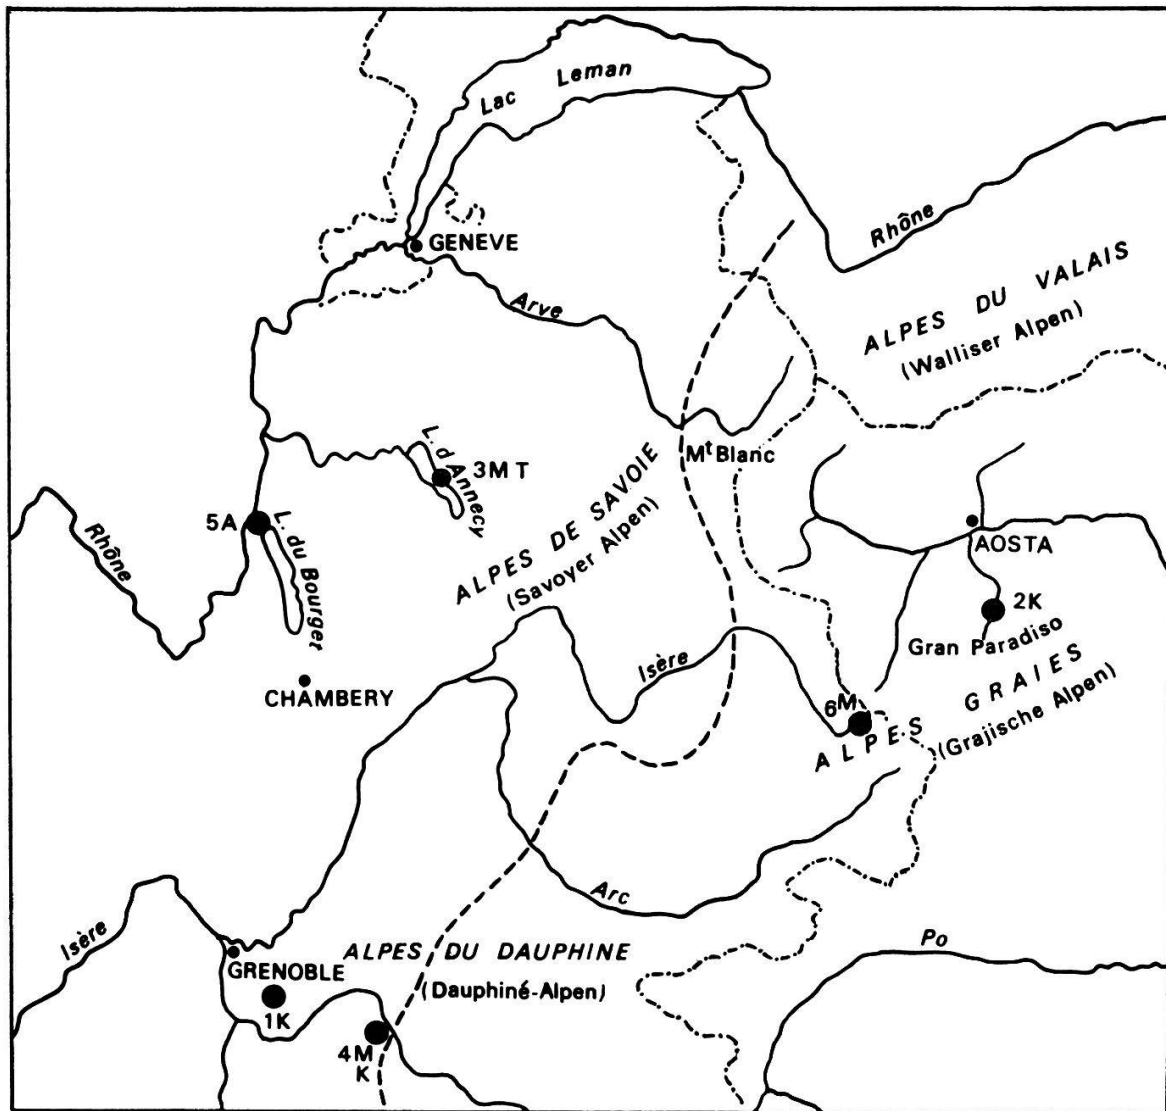 Lac Leman
Rhône
GENEVE
Arve
ALPES DU VALAIS
(Walliser Alpen)
Mt Blanc
L. d Annecy
3M T
ALPES DE SAVOIE
(Savoyer Alpen)
5A
L. du Bourget
Rhône
AOSTA
2K
Gran Paradiso
CHAMBERY
Isère
6M
ALPES GRAIES
(Grajische Alpen)
Arc
Isère
GRENOBLE
ALPES DU DAUPHINE
(Dauphiné-Alpen)
Po
1K
4M
K